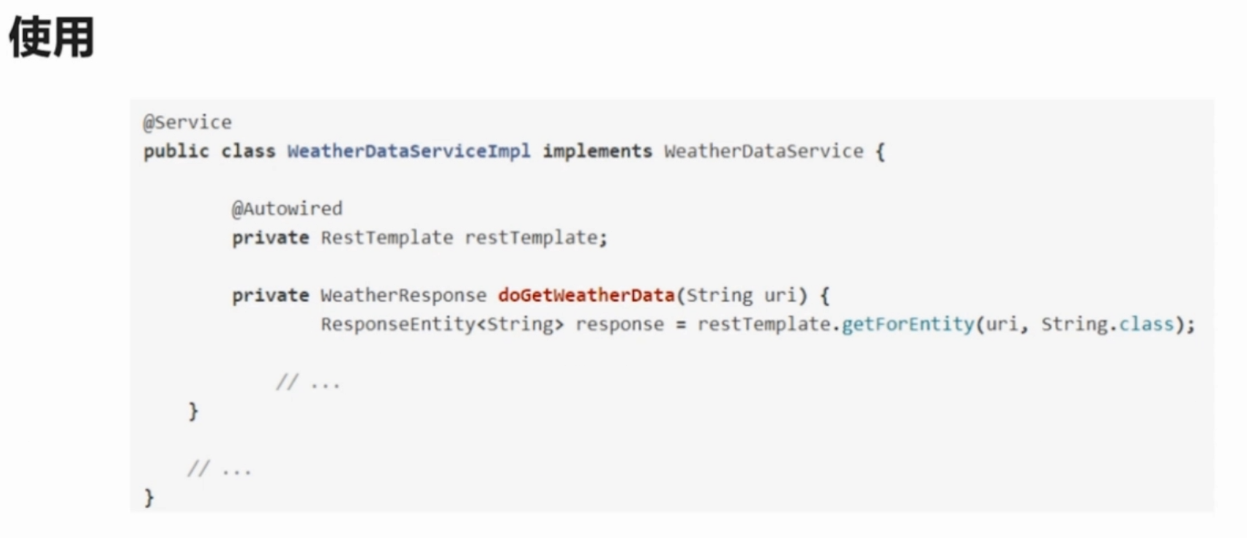 使用
@Service
public class WeatherDataServiceImpl implements WeatherDataService {
@Autowired
private RestTemplate restTemplate;
private WeatherResponse doGetWeatherData(String uri) {
ResponseEntity<String> response = restTemplate.getForEntity(uri, String.class);
// ...
}
// ...
}